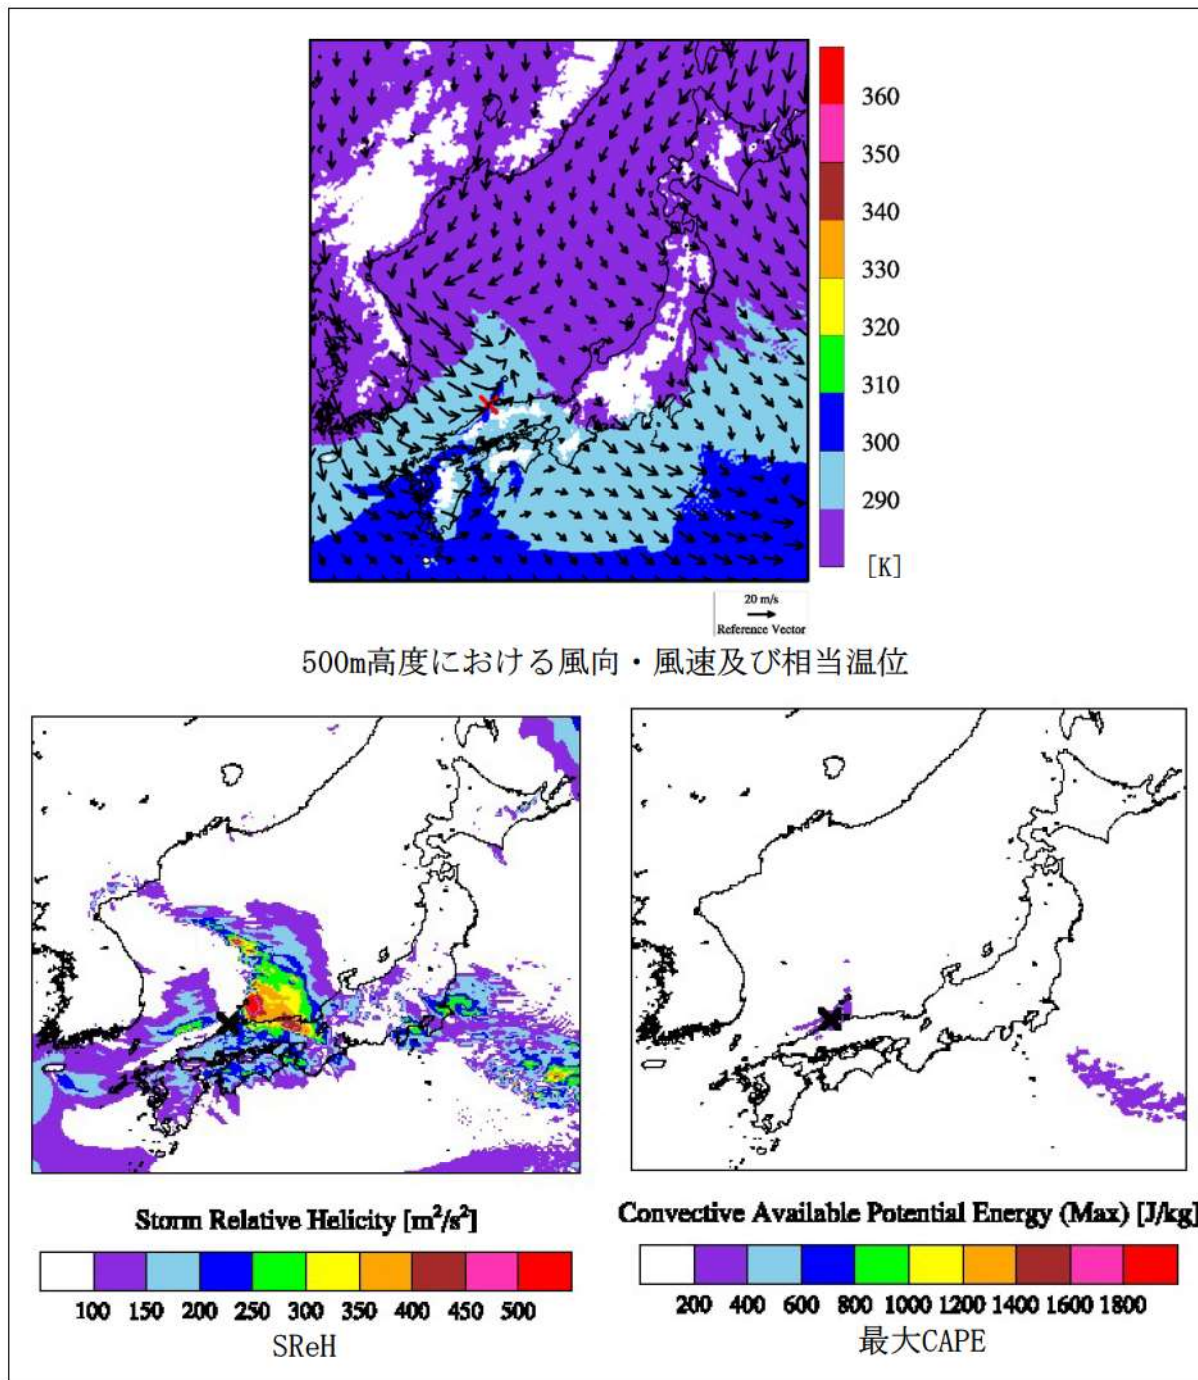 360
350
340
330
320
310
300
290
[K]
20 m/s
Reference Vector
500m高度における風向・風速及び相当温位
Storm Relative Helicity [m²/s²]
100 150 200 250 300 350 400 450 500
SReH
Convective Available Potential Energy (Max) [J/kg]
200 400 600 800 1000 1200 1400 1600 1800
最大CAPE